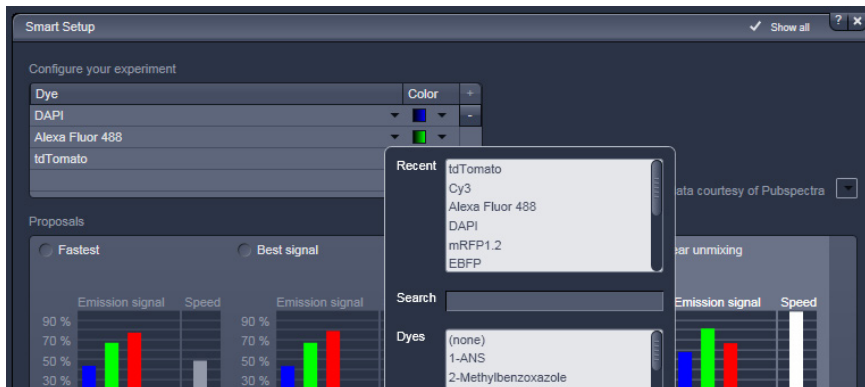 Smart Setup
Show all
? x
Configure your experiment
Dye Color +
DAPI -
Alexa Fluor 488
tdTomato
Recent
tdTomato
Cy3
Alexa Fluor 488
DAPI
mRFP1.2
EBFP
ata courtesy of Pubspectra
Proposals
Fastest
Best signal
ear unmixing
Search
Emission signal Speed
Emission signal
Emission signal Speed
90 %
70 %
50 %
30 %
90 %
70 %
50 %
30 %
Dyes
(none)
1-ANS
2-Methylbenzoxazole